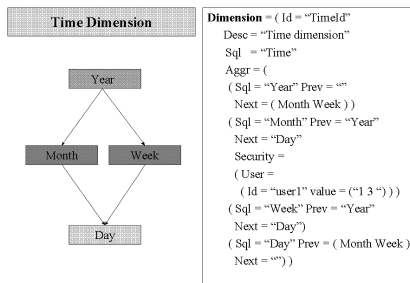 Time Dimension
Year
Month
Week
Day
Dimension = ( Id = “TimeId”
Desc = “Time dimension”
Sql = “Time”
Aggr = (
( Sql = “Year” Prev = “”
Next = ( Month Week ) )
( Sql = “Month” Prev = “Year”
Next = “Day”
Security =
( User =
( Id = “user1” value = (“1 3 “) ) )
( Sql = “Week” Prev = “Year”
Next = “Day”)
( Sql = “Day” Prev = ( Month Week )
Next = “”) )